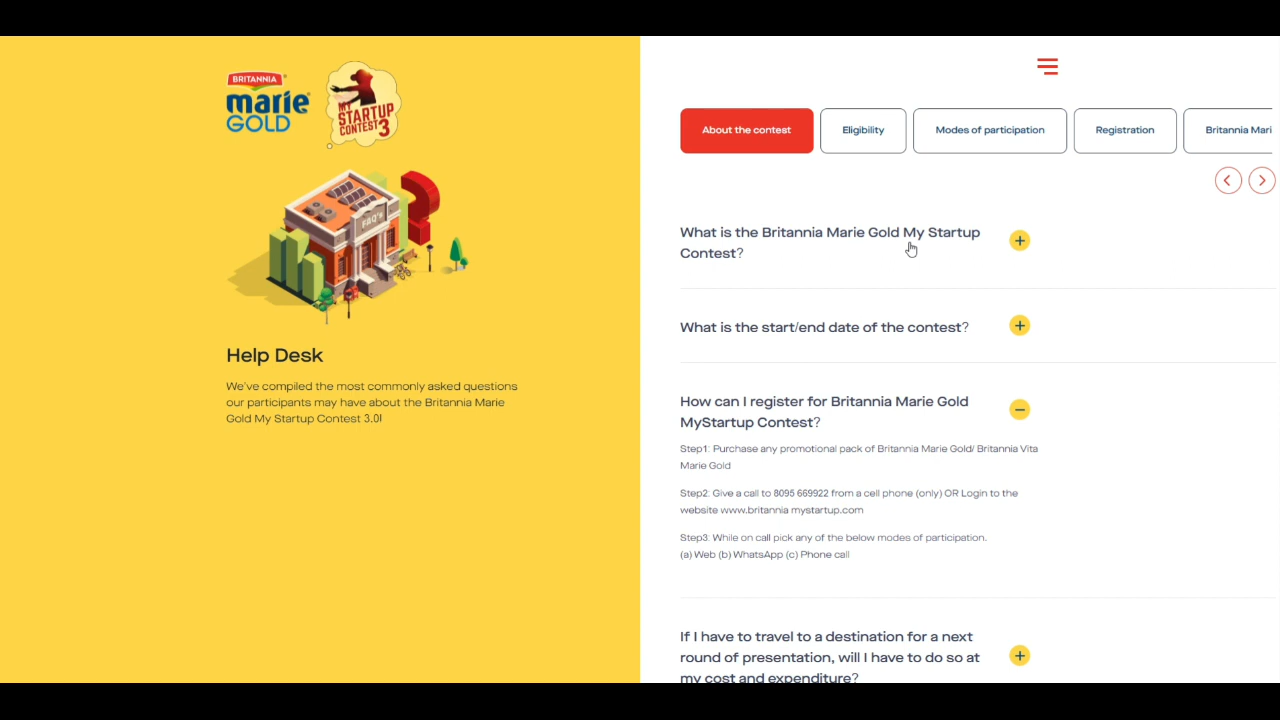 BRITANNIA
marie
GOLD
MY
STARTUP
CONTEST
3
FAQ's
Help Desk
We've compiled the most commonly asked questions
our participants may have about the Britannia Marie
Gold My Startup Contest 3.0!
About the contest
Eligibility
Modes of participation
Registration
Britannia Mari
What is the Britannia Marie Gold My Startup
Contest?
What is the start/end date of the contest?
How can I register for Britannia Marie Gold
MyStartup Contest?
Step1: Purchase any promotional pack of Britannia Marie Gold/ Britannia Vita
Marie Gold
Step2: Give a call to 8095 669922 from a cell phone (only) OR Login to the
website www.britannia mystartup.com
Step3: While on call pick any of the below modes of participation.
(a) Web (b) WhatsApp (c) Phone call
If I have to travel to a destination for a next
round of presentation, will I have to do so at
my cost and expenditure?